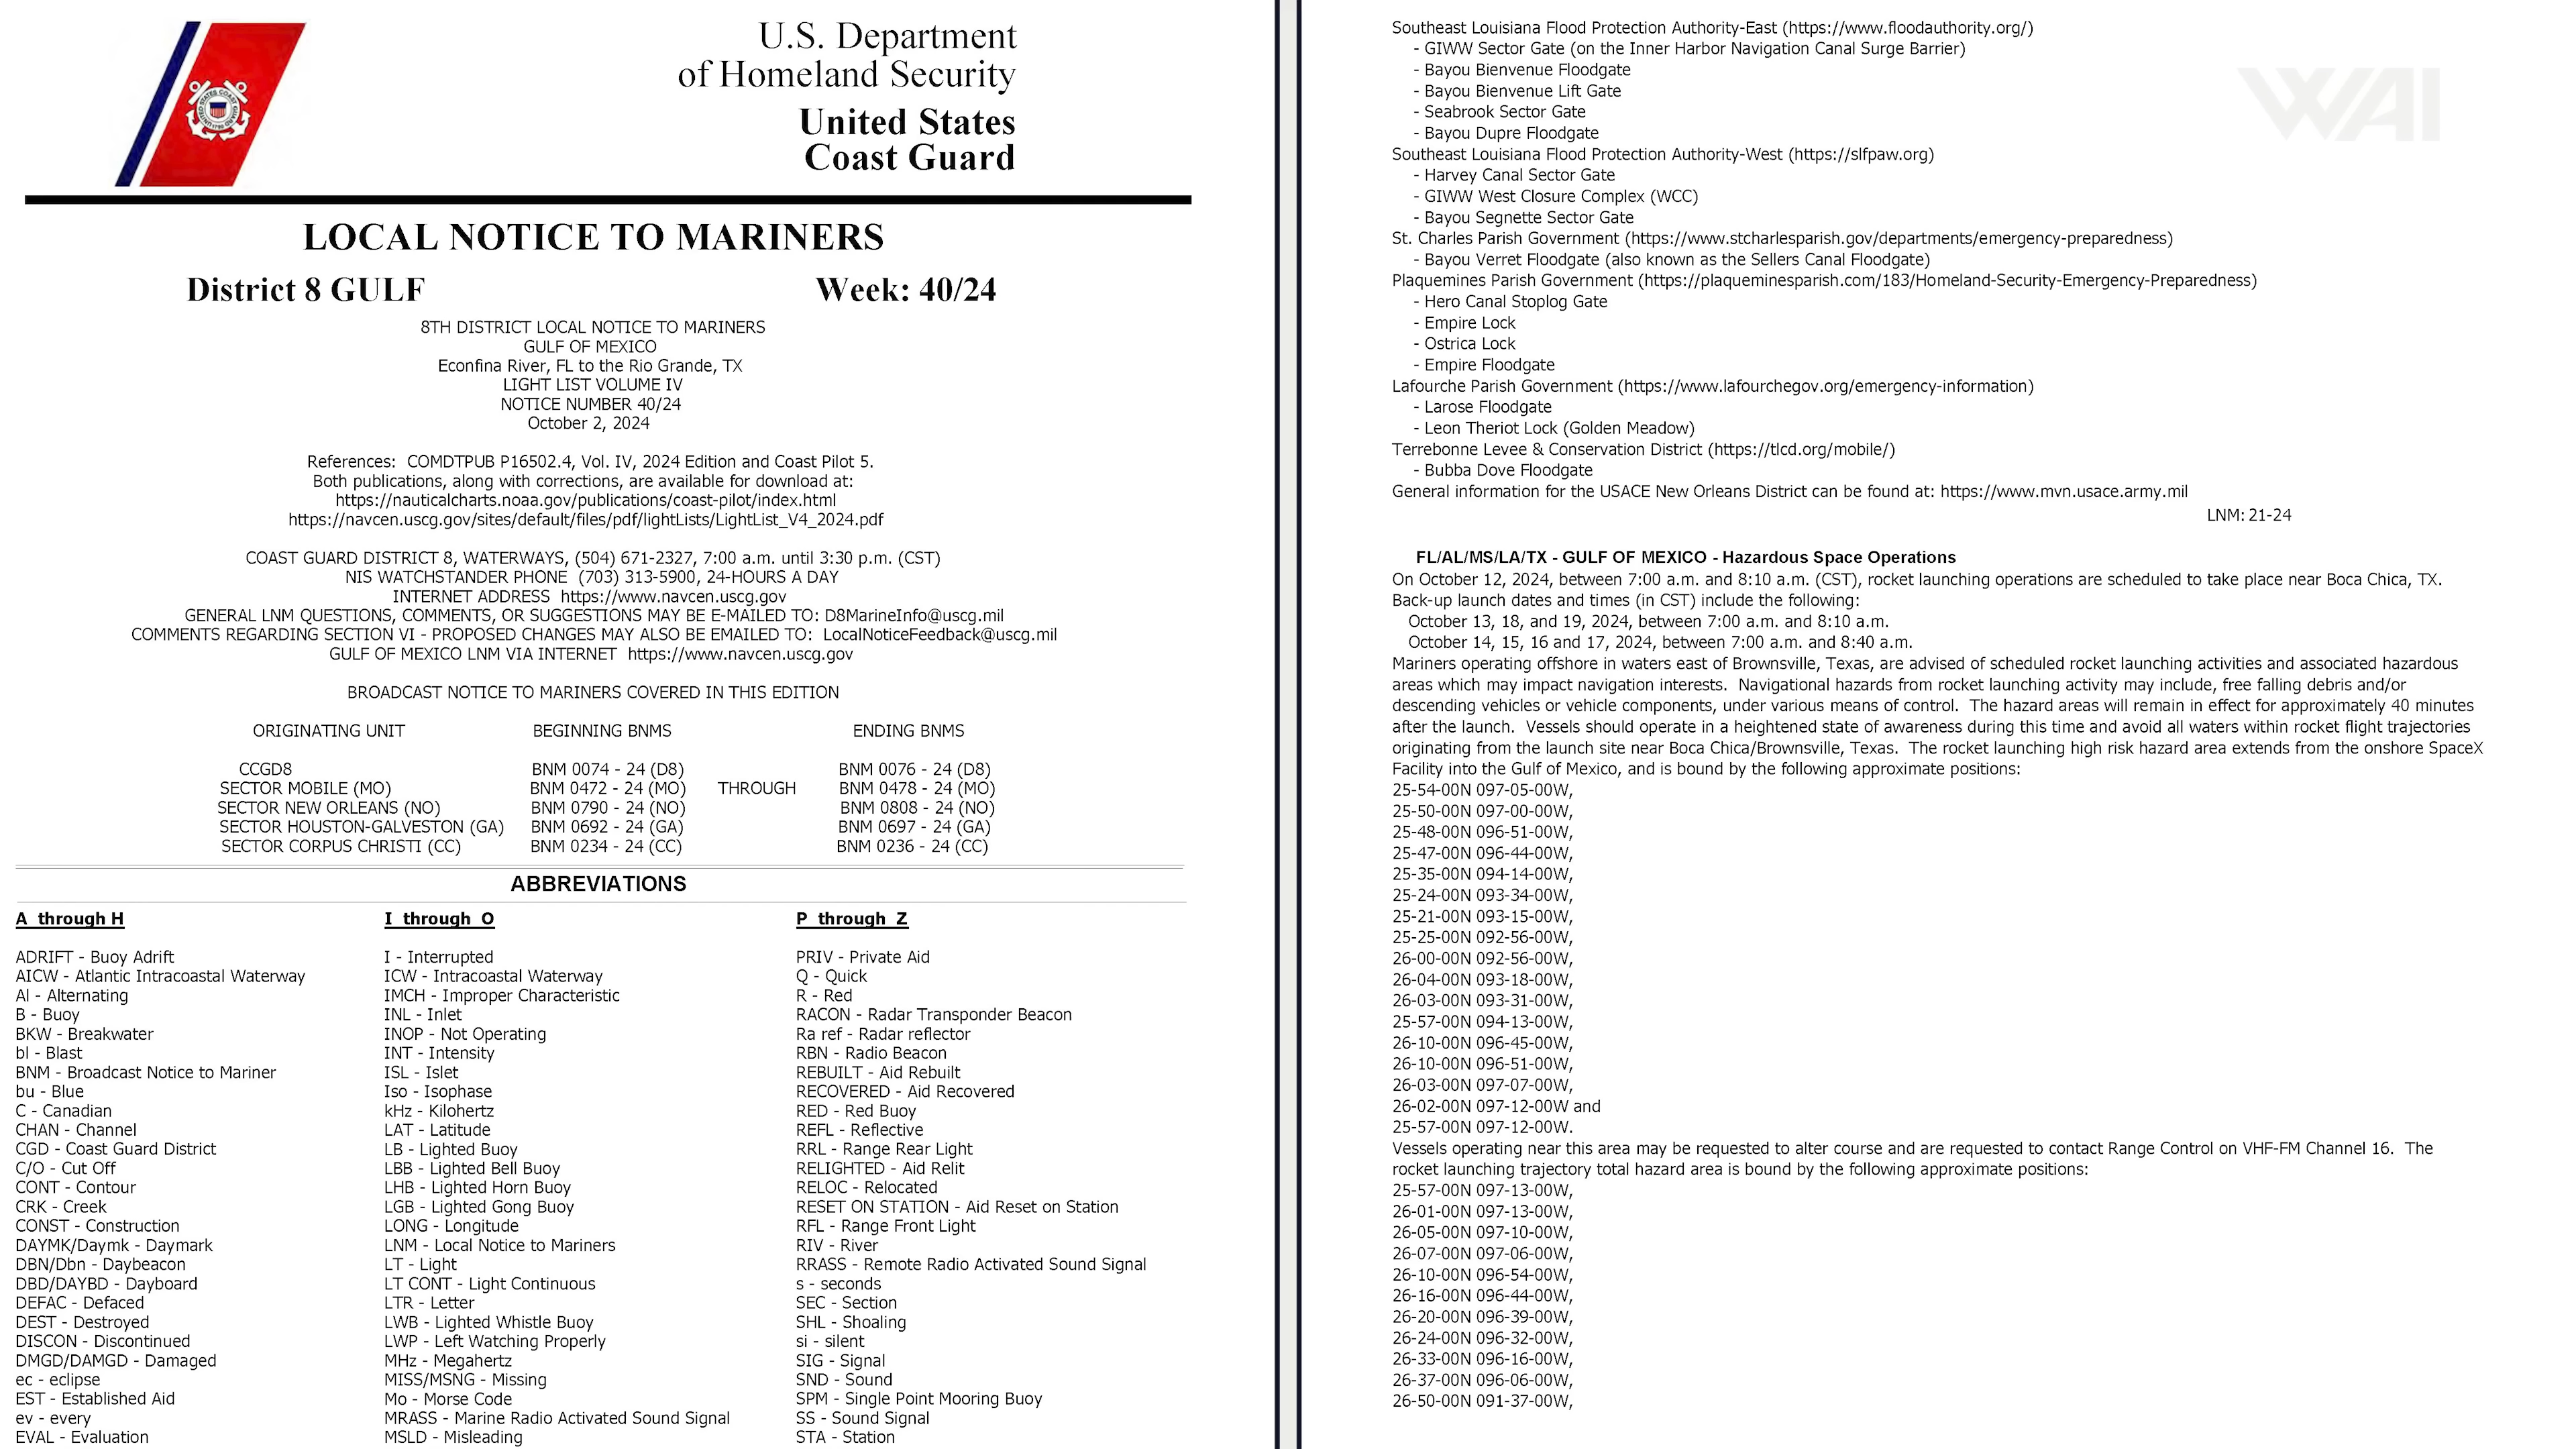 U.S. Department
of Homeland Security
United States
Coast Guard
LOCAL NOTICE TO MARINERS
District 8 GULF Week: 40/24
8TH DISTRICT LOCAL NOTICE TO MARINERS
GULF OF MEXICO
Econfina River, FL to the Rio Grande, TX
LIGHT LIST VOLUME IV
NOTICE NUMBER 40/24
October 2, 2024
References: COMDTPUB P16502.4, Vol. IV, 2024 Edition and Coast Pilot 5.
Both publications, along with corrections, are available for download at:
https://nauticalcharts.noaa.gov/publications/coast-pilot/index.html
https://navcen.uscg.gov/sites/default/files/pdf/lightLists/LightList_V4_2024.pdf
COAST GUARD DISTRICT 8, WATERWAYS, (504) 671-2327, 7:00 a.m. until 3:30 p.m. (CST)
NIS WATCHSTANDER PHONE (703) 313-5900, 24-HOURS A DAY
INTERNET ADDRESS https://www.navcen.uscg.gov
GENERAL LNM QUESTIONS, COMMENTS, OR SUGGESTIONS MAY BE E-MAILED TO: D8MarineInfo@uscg.mil
COMMENTS REGARDING SECTION VI - PROPOSED CHANGES MAY ALSO BE EMAILED TO: LocalNoticeFeedback@uscg.mil
GULF OF MEXICO LNM VIA INTERNET https://www.navcen.uscg.gov
BROADCAST NOTICE TO MARINERS COVERED IN THIS EDITION
ORIGINATING UNIT BEGINNING BNMS ENDING BNMS
CCGD8 BNM 0074 - 24 (D8) BNM 0076 - 24 (D8)
SECTOR MOBILE (MO) BNM 0472 - 24 (MO) THROUGH BNM 0478 - 24 (MO)
SECTOR NEW ORLEANS (NO) BNM 0790 - 24 (NO) BNM 0808 - 24 (NO)
SECTOR HOUSTON-GALVESTON (GA) BNM 0692 - 24 (GA) BNM 0697 - 24 (GA)
SECTOR CORPUS CHRISTI (CC) BNM 0234 - 24 (CC) BNM 0236 - 24 (CC)
ABBREVIATIONS
A through H
ADRIFT - Buoy Adrift
AICW - Atlantic Intracoastal Waterway
Al - Alternating
B - Buoy
BKW - Breakwater
bl - Blast
BNM - Broadcast Notice to Mariner
bu - Blue
C - Canadian
CHAN - Channel
CGD - Coast Guard District
C/O - Cut Off
CONT - Contour
CRK - Creek
CONST - Construction
DAYMK/Daymk - Daymark
DBN/Dbn - Daybeacon
DBD/DAYBD - Dayboard
DEFAC - Defaced
DEST - Destroyed
DISCON - Discontinued
DMGD/DAMGD - Damaged
ec - eclipse
EST - Established Aid
ev - every
EVAL - Evaluation
I through O
I - Interrupted
ICW - Intracoastal Waterway
IMCH - Improper Characteristic
INL - Inlet
INOP - Not Operating
INT - Intensity
ISL - Islet
Iso - Isophase
kHz - Kilohertz
LAT - Latitude
LB - Lighted Buoy
LBB - Lighted Bell Buoy
LHB - Lighted Horn Buoy
LGB - Lighted Gong Buoy
LONG - Longitude
LNM - Local Notice to Mariners
LT - Light
LT CONT - Light Continuous
LTR - Letter
LWB - Lighted Whistle Buoy
LWP - Left Watching Properly
MHz - Megahertz
MISS/MSNG - Missing
Mo - Morse Code
MRASS - Marine Radio Activated Sound Signal
MSLD - Misleading
P through Z
PRIV - Private Aid
Q - Quick
R - Red
RACON - Radar Transponder Beacon
Ra ref - Radar reflector
RBN - Radio Beacon
REBUILT - Aid Rebuilt
RECOVERED - Aid Recovered
RED - Red Buoy
REFL - Reflective
RRL - Range Rear Light
RELIGHTED - Aid Relit
RELOC - Relocated
RESET ON STATION - Aid Reset on Station
RFL - Range Front Light
RIV - River
RRASS - Remote Radio Activated Sound Signal
s - seconds
SEC - Section
SHL - Shoaling
si - silent
SIG - Signal
SND - Sound
SPM - Single Point Mooring Buoy
SS - Sound Signal
STA - Station
WAI
Southeast Louisiana Flood Protection Authority-East (https://www.floodauthority.org/)
- GIWW Sector Gate (on the Inner Harbor Navigation Canal Surge Barrier)
- Bayou Bienvenue Floodgate
- Bayou Bienvenue Lift Gate
- Seabrook Sector Gate
- Bayou Dupre Floodgate
Southeast Louisiana Flood Protection Authority-West (https://slfpaw.org)
- Harvey Canal Sector Gate
- GIWW West Closure Complex (WCC)
- Bayou Segnette Sector Gate
St. Charles Parish Government (https://www.stcharlesparish.gov/departments/emergency-preparedness)
- Bayou Verret Floodgate (also known as the Sellers Canal Floodgate)
Plaquemines Parish Government (https://plaqueminesparish.com/183/Homeland-Security-Emergency-Preparedness)
- Hero Canal Stoplog Gate
- Empire Lock
- Ostrica Lock
- Empire Floodgate
Lafourche Parish Government (https://www.lafourchegov.org/emergency-information)
- Larose Floodgate
- Leon Theriot Lock (Golden Meadow)
Terrebonne Levee & Conservation District (https://tlcd.org/mobile/)
- Bubba Dove Floodgate
General information for the USACE New Orleans District can be found at: https://www.mvn.usace.army.mil
LNM: 21-24
FL/AL/MS/LA/TX - GULF OF MEXICO - Hazardous Space Operations
On October 12, 2024, between 7:00 a.m. and 8:10 a.m. (CST), rocket launching operations are scheduled to take place near Boca Chica, TX.
Back-up launch dates and times (in CST) include the following:
October 13, 18, and 19, 2024, between 7:00 a.m. and 8:10 a.m.
October 14, 15, 16 and 17, 2024, between 7:00 a.m. and 8:40 a.m.
Mariners operating offshore in waters east of Brownsville, Texas, are advised of scheduled rocket launching activities and associated hazardous
areas which may impact navigation interests. Navigational hazards from rocket launching activity may include, free falling debris and/or
descending vehicles or vehicle components, under various means of control. The hazard areas will remain in effect for approximately 40 minutes
after the launch. Vessels should operate in a heightened state of awareness during this time and avoid all waters within rocket flight trajectories
originating from the launch site near Boca Chica/Brownsville, Texas. The rocket launching high risk hazard area extends from the onshore SpaceX
Facility into the Gulf of Mexico, and is bound by the following approximate positions:
25-54-00N 097-05-00W,
25-50-00N 097-00-00W,
25-48-00N 096-51-00W,
25-47-00N 096-44-00W,
25-35-00N 094-14-00W,
25-24-00N 093-34-00W,
25-21-00N 093-15-00W,
25-25-00N 092-56-00W,
26-00-00N 092-56-00W,
26-04-00N 093-18-00W,
26-03-00N 093-31-00W,
25-57-00N 094-13-00W,
26-10-00N 096-45-00W,
26-10-00N 096-51-00W,
26-03-00N 097-07-00W,
26-02-00N 097-12-00W and
25-57-00N 097-12-00W.
Vessels operating near this area may be requested to alter course and are requested to contact Range Control on VHF-FM Channel 16. The
rocket launching trajectory total hazard area is bound by the following approximate positions:
25-57-00N 097-13-00W,
26-01-00N 097-13-00W,
26-05-00N 097-10-00W,
26-07-00N 097-06-00W,
26-10-00N 096-54-00W,
26-16-00N 096-44-00W,
26-20-00N 096-39-00W,
26-24-00N 096-32-00W,
26-33-00N 096-16-00W,
26-37-00N 096-06-00W,
26-50-00N 091-37-00W,